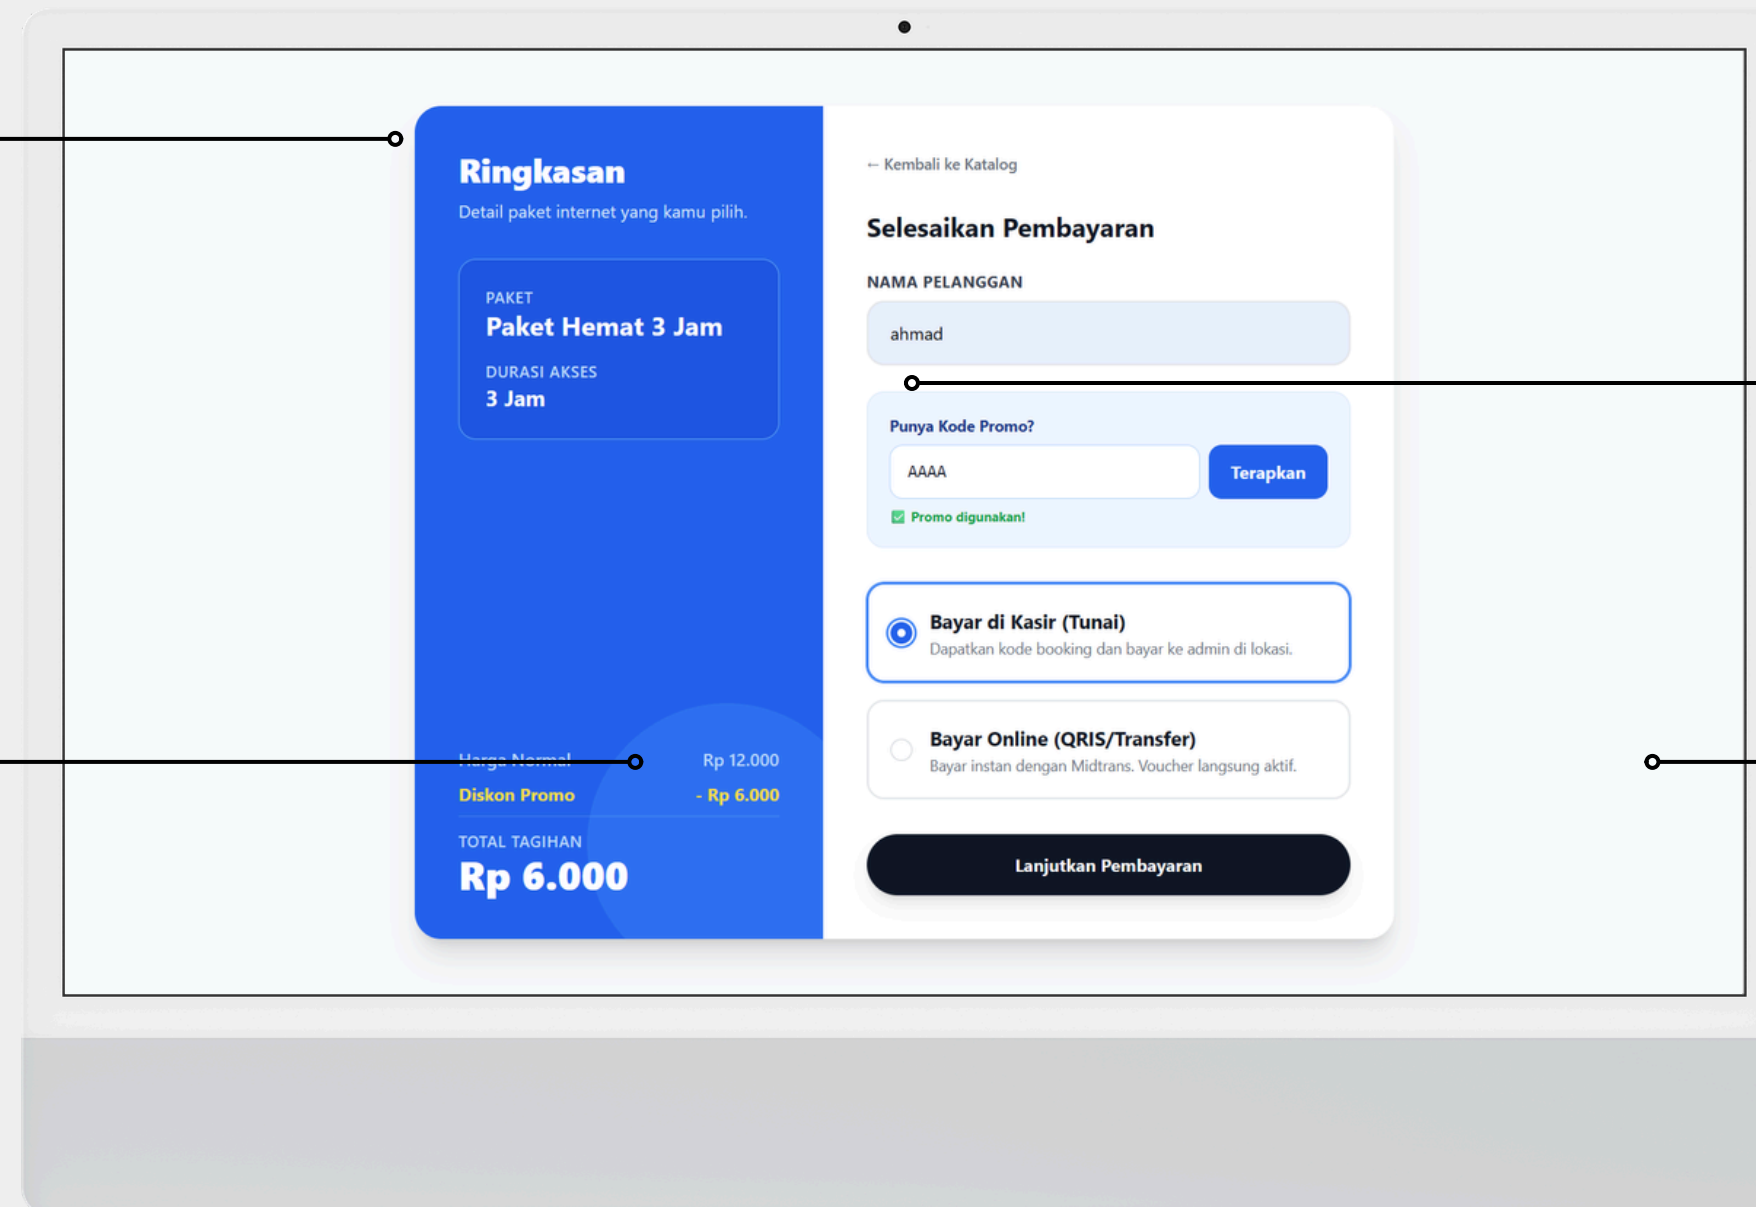 Ringkasan
Detail paket internet yang kamu pilih.
PAKET
Paket Hemat 3 Jam
DURASI AKSES
3 Jam
Harga Normal Rp 12.000
Diskon Promo - Rp 6.000
TOTAL TAGIHAN
Rp 6.000
← Kembali ke Katalog
Selesaikan Pembayaran
NAMA PELANGGAN
ahmad
Punya Kode Promo?
AAAA
Terapkan
✅ Promo digunakan!
Bayar di Kasir (Tunai)
Dapatkan kode booking dan bayar ke admin di lokasi.
Bayar Online (QRIS/Transfer)
Bayar instan dengan Midtrans. Voucher langsung aktif.
Lanjutkan Pembayaran